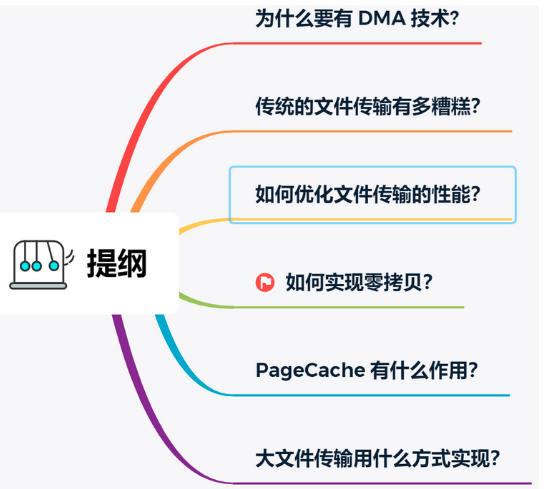 为什么要有 DMA 技术?
传统的文件传输有多糟糕?
如何优化文件传输的性能?
提纲
如何实现零拷贝?
PageCache 有什么作用?
大文件传输用什么方式实现?